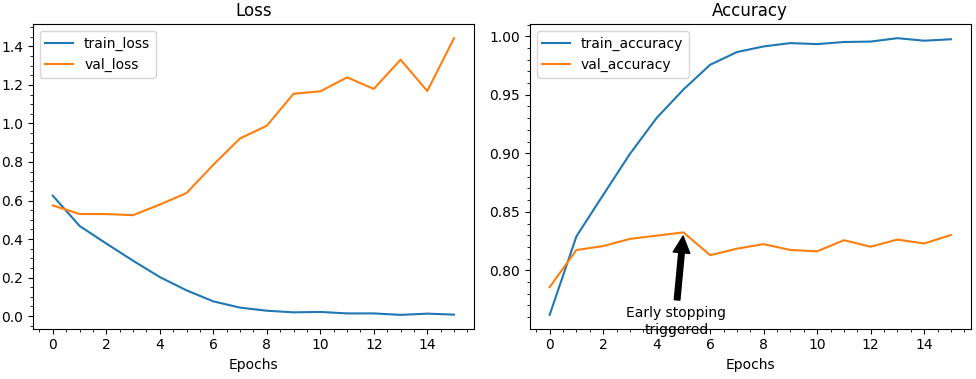 Loss
1.4
1.2
1.0
0.8
0.6
0.4
0.2
0.0
train_loss
val_loss
0 2 4 6 8 10 12 14
Epochs
Accuracy
1.00
0.95
0.90
0.85
0.80
train_accuracy
val_accuracy
Early stopping
triggered
0 2 4 6 8 10 12 14
Epochs